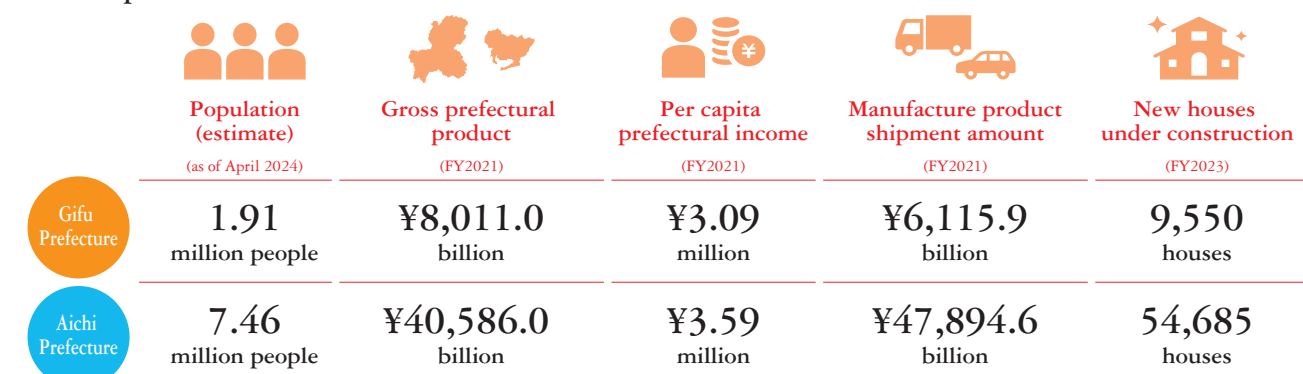 Population
(estimate)
(as of April 2024)
Gross prefectural
product
(FY2021)
Per capita
prefectural income
(FY2021)
Manufacture product
shipment amount
(FY2021)
New houses
under construction
(FY2023)
Gifu
Prefecture
1.91
million people
¥8,011.0
billion
¥3.09
million
¥6,115.9
billion
9,550
houses
Aichi
Prefecture
7.46
million people
¥40,586.0
billion
¥3.59
million
¥47,894.6
billion
54,685
houses